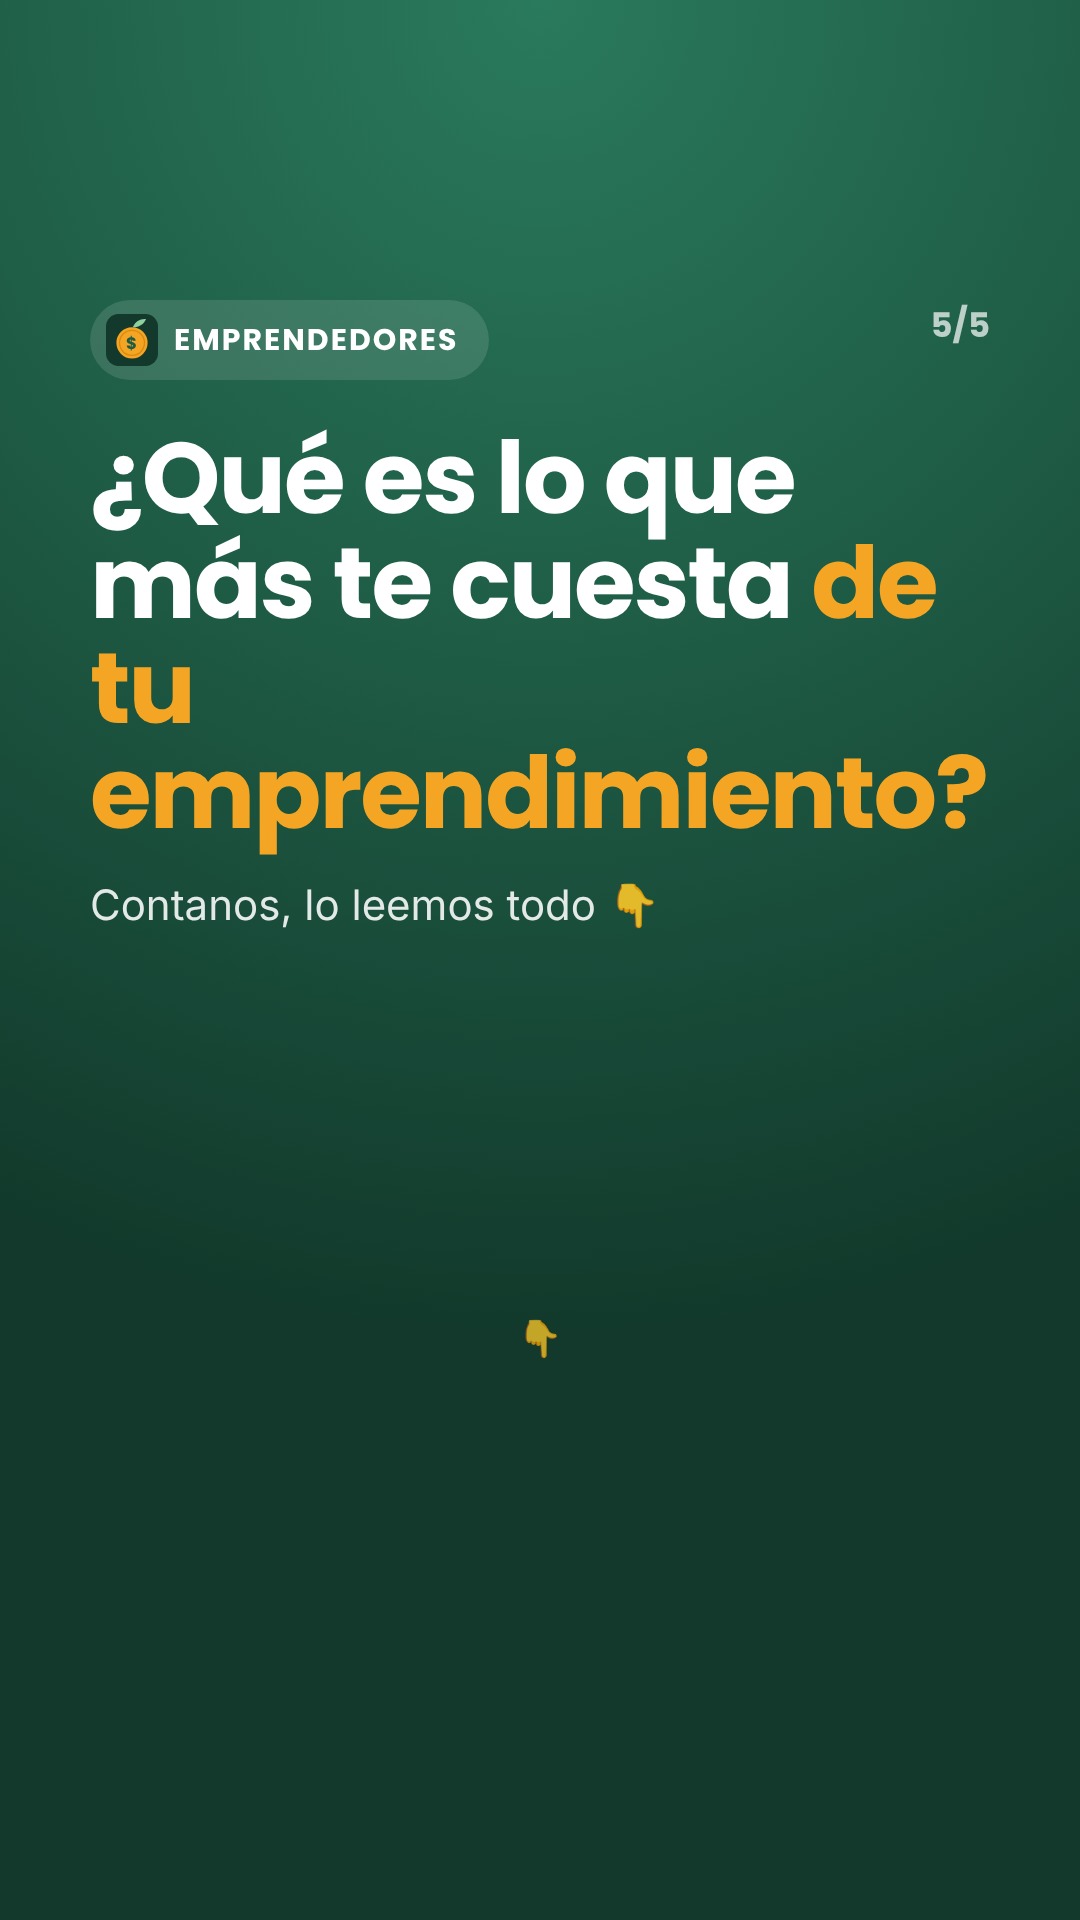 $ EMPRENDEDORES
5/5
¿Qué es lo que
más te cuesta de
tu
emprendimiento?
Contanos, lo leemos todo 👇
👇